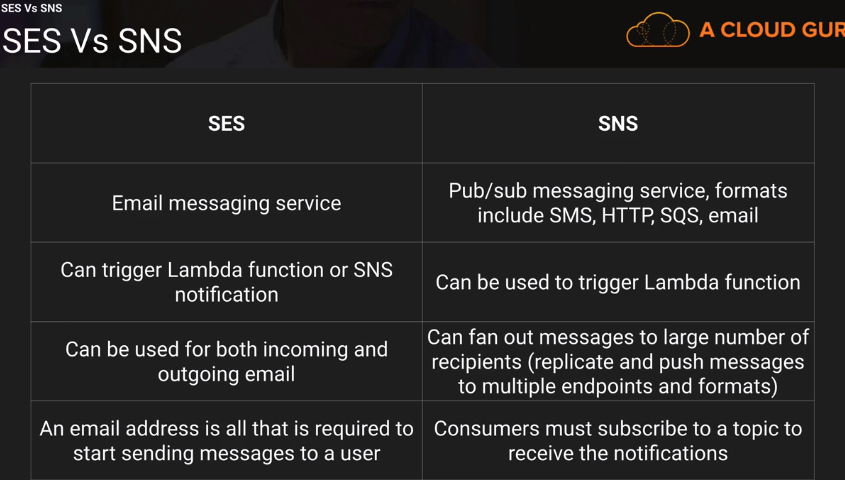 SES Vs SNS
SES Vs SNS
A CLOUD GUR
SES
SNS
Email messaging service
Pub/sub messaging service, formats
include SMS, HTTP, SQS, email
Can trigger Lambda function or SNS
notification
Can be used to trigger Lambda function
Can be used for both incoming and
outgoing email
Can fan out messages to large number of
recipients (replicate and push messages
to multiple endpoints and formats)
An email address is all that is required to
start sending messages to a user
Consumers must subscribe to a topic to
receive the notifications